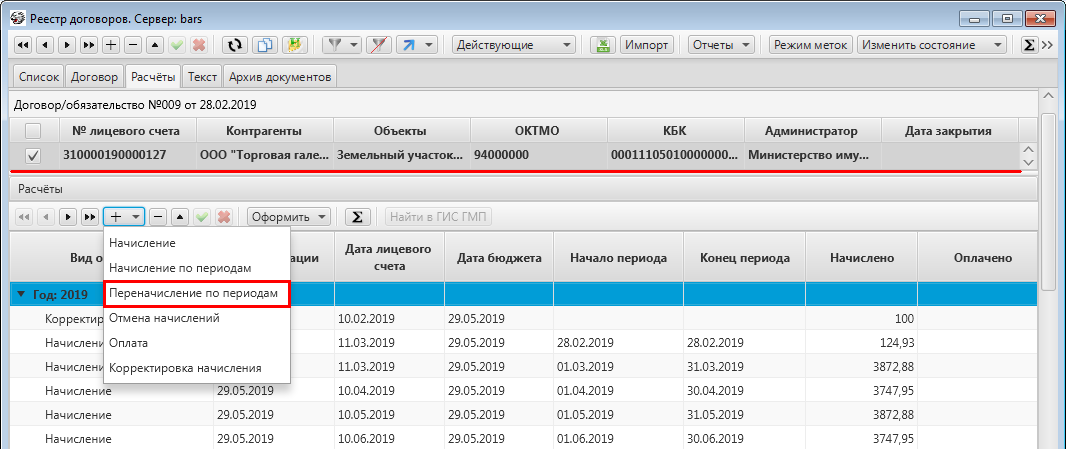 Реестр договоров. Сервер: bars
Действующие Импорт Отчеты Режим меток Изменить состояние Σ
Список Договор Расчёты Текст Архив документов
Договор/обязательство №009 от 28.02.2019
№ лицевого счета Контрагенты Объекты ОКТМО КБК Администратор Дата закрытия
310000190000127 ООО "Торговая гале... Земельный участок... 94000000 00011105010000000... Министерство иму...
Расчёты
Оформить Σ Найти в ГИС ГМП
Вид о ации Дата лицевого счета Дата бюджета Начало периода Конец периода Начислено Оплачено
Начисление
Начисление по периодам
Переначисление по периодам
Отмена начислений
Оплата
Корректировка начисления
Год: 2019
Корректир 10.02.2019 29.05.2019 100
Начислени 11.03.2019 29.05.2019 28.02.2019 28.02.2019 124,93
Начислени 11.03.2019 29.05.2019 01.03.2019 31.03.2019 3872,88
Начисление 29.05.2019 10.04.2019 29.05.2019 01.04.2019 30.04.2019 3747,95
Начисление 29.05.2019 10.05.2019 29.05.2019 01.05.2019 31.05.2019 3872,88
Начисление 29.05.2019 10.06.2019 29.05.2019 01.06.2019 30.06.2019 3747,95